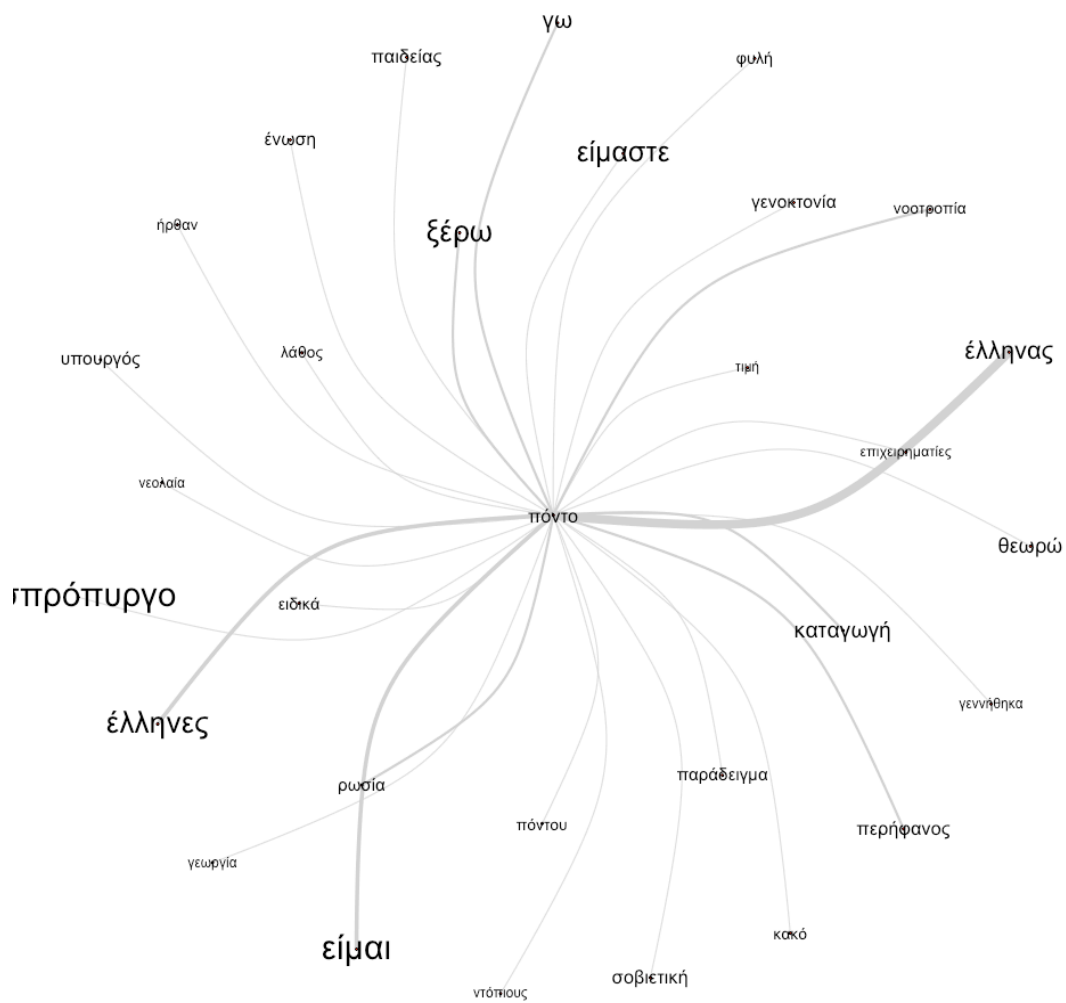 γω
παιδείας
φυλή
ένωση
είμαστε
γενοκτονία
νοοτροπία
ήρθαν
ξέρω
λάθος
υπουργός
έλληνας
τιμή
επιχειρηματίες
νεολαία
πόντο
θεωρώ
πρόπυργο
ειδικά
καταγωγή
έλληνες
γεννήθηκα
ρωσία
παράδειγμα
πόντου
περήφανος
γεωργία
είμαι
κακό
σοβιετική
ντόπιους